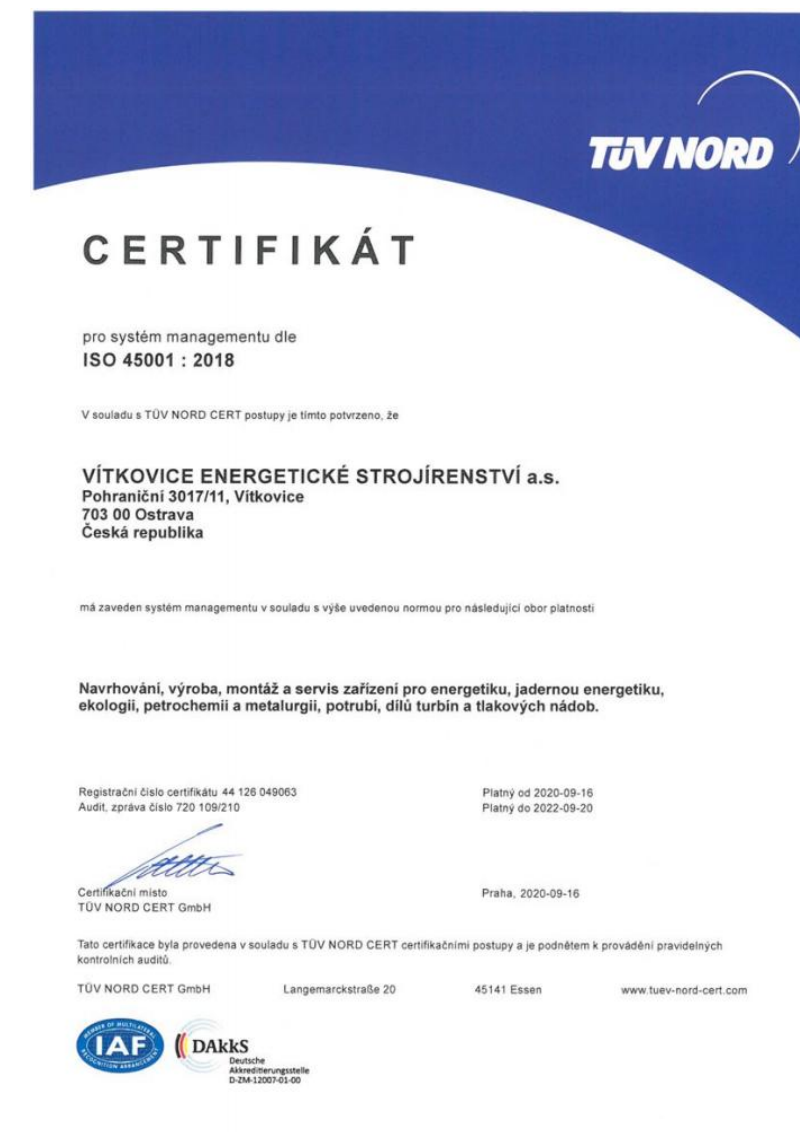 TÜV NORD
CERTIFIKÁT
pro systém managementu dle
ISO 45001 : 2018
V souladu s TÜV NORD CERT postupy je tímto potvrzeno, že
VÍTKOVICE ENERGETICKÉ STROJÍRENSTVÍ a.s.
Pohraniční 3017/11, Vítkovice
703 00 Ostrava
Česká republika
má zaveden systém managementu v souladu s výše uvedenou normou pro následující obor platnosti
Navrhování, výroba, montáž a servis zařízení pro energetiku, jadernou energetiku,
ekologii, petrochemii a metalurgii, potrubí, dílů turbín a tlakových nádob.
Registrační číslo certifikátu 44 126 049063
Audit. zpráva číslo 720 109/210
Platný od 2020-09-16
Platný do 2022-09-20
Certifikační místo
TÜV NORD CERT GmbH
Praha, 2020-09-16
Tato certifikace byla provedena v souladu s TÜV NORD CERT certifikačními postupy a je podnětem k provádění pravidelných
kontrolních auditů.
TÜV NORD CERT GmbH Langemarckstraße 20 45141 Essen www.tuev-nord-cert.com
MEMBER OF MULTILATERAL
IAF
RECOGNITION ARRANGEMENT
DAkkS
Deutsche
Akkreditierungsstelle
D-ZM-12007-01-00